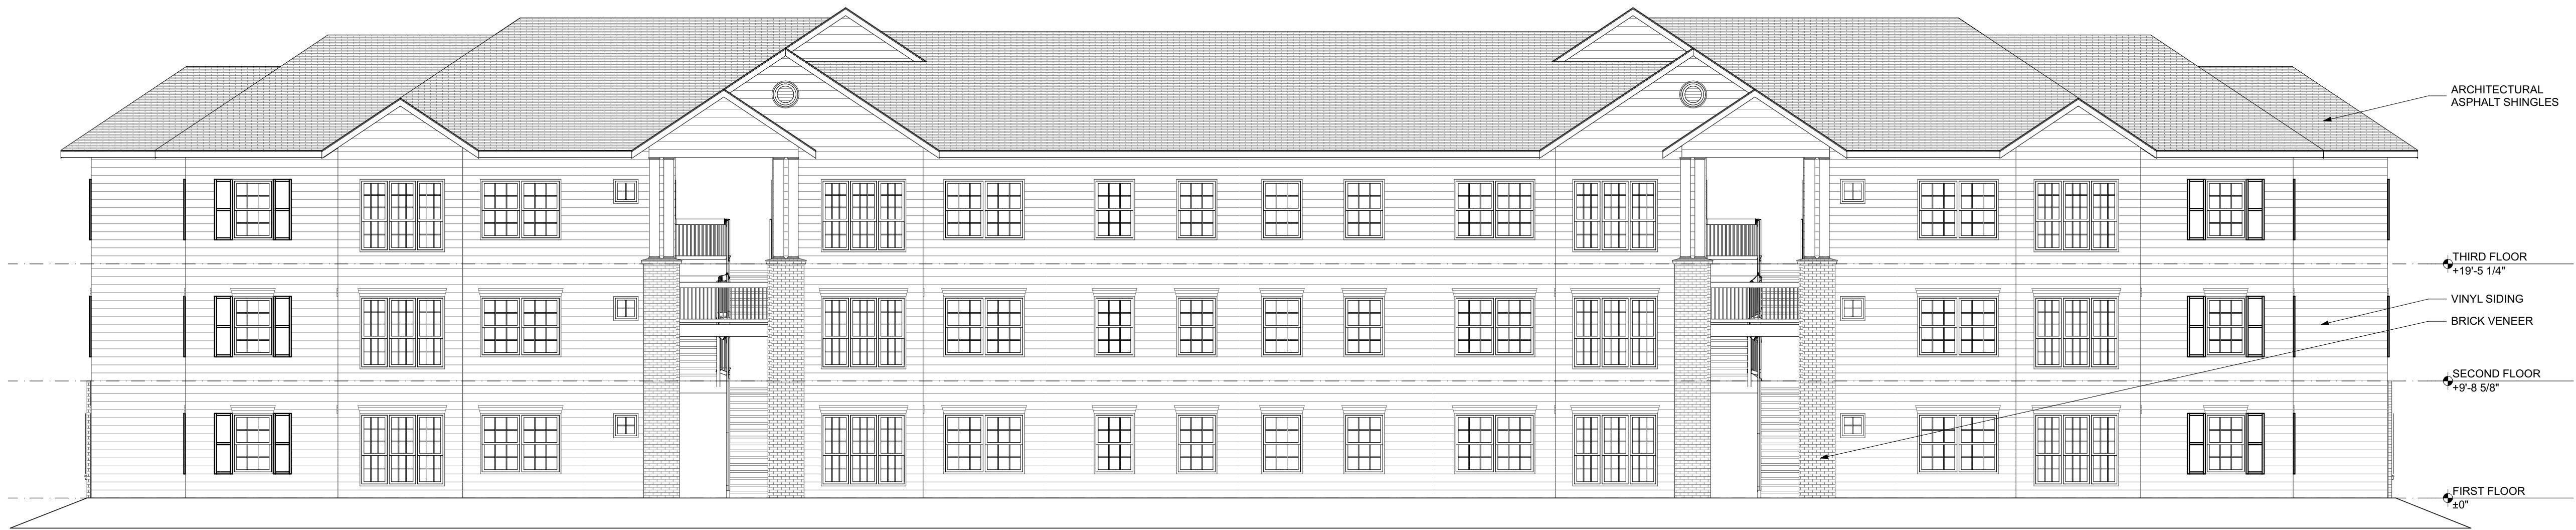 ARCHITECTURAL
ASPHALT SHINGLES
THIRD FLOOR
+19'-5 1/4"
VINYL SIDING
BRICK VENEER
SECOND FLOOR
+9'-8 5/8"
FIRST FLOOR
±0"